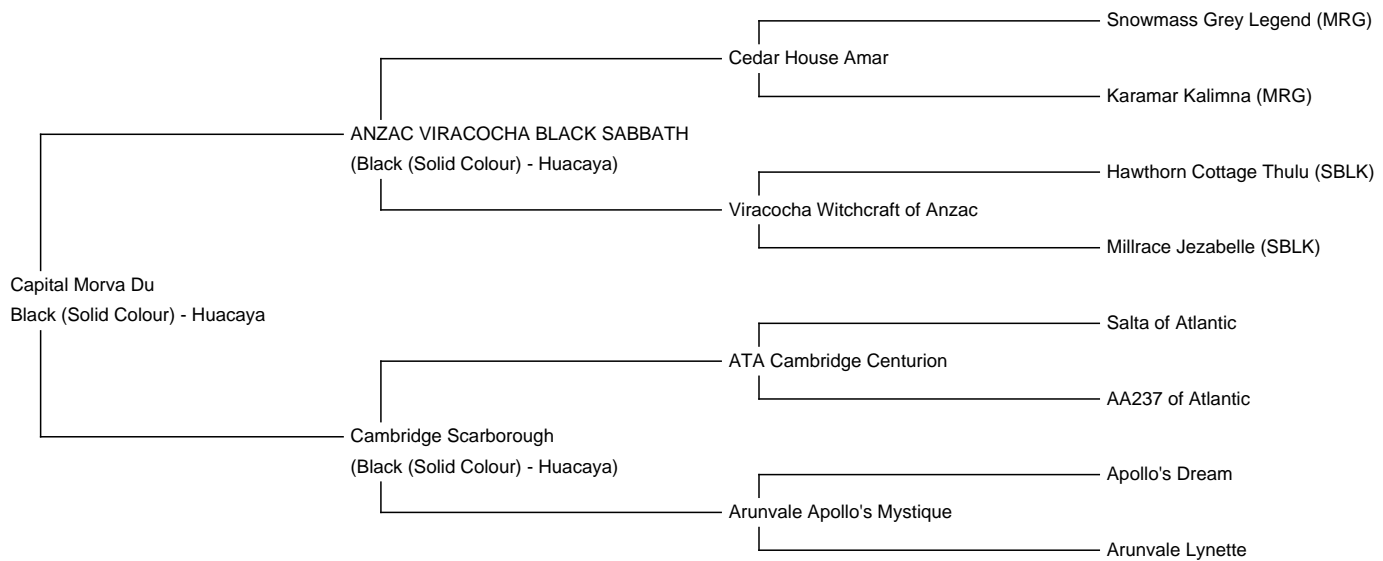 Snowmass Grey Legend (MRG)
Cedar House Amar
Karamar Kalimna (MRG)
ANZAC VIRACOCHA BLACK SABBATH
(Black (Solid Colour) - Huacaya)
Hawthorn Cottage Thulu (SBLK)
Viracocha Witchcraft of Anzac
Millrace Jezabelle (SBLK)
Capital Morva Du
Black (Solid Colour) - Huacaya
Salta of Atlantic
ATA Cambridge Centurion
AA237 of Atlantic
Cambridge Scarborough
(Black (Solid Colour) - Huacaya)
Apollo's Dream
Arunvale Apollo's Mystique
Arunvale Lynette